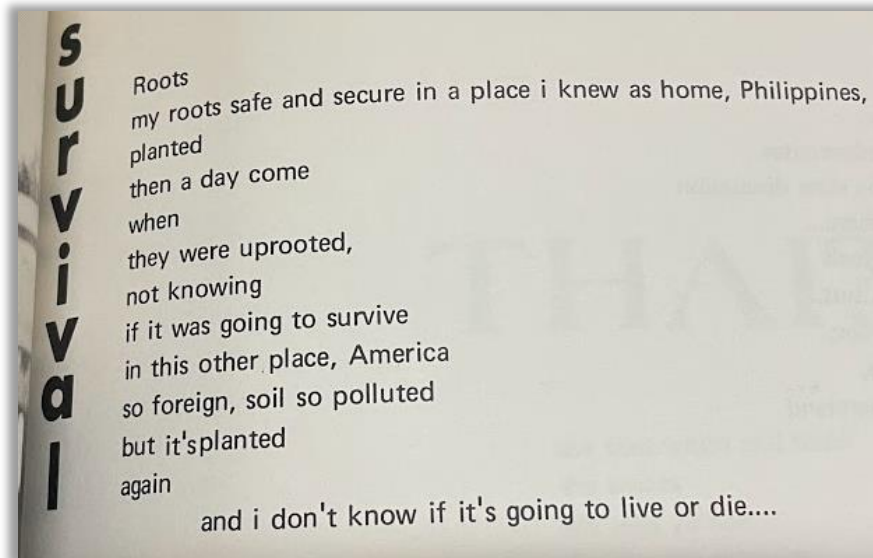 survival
Roots
my roots safe and secure in a place i knew as home, Philippines,
planted
then a day come
when
they were uprooted,
not knowing
if it was going to survive
in this other place, America
so foreign, soil so polluted
but it'splanted
again
and i don't know if it's going to live or die....